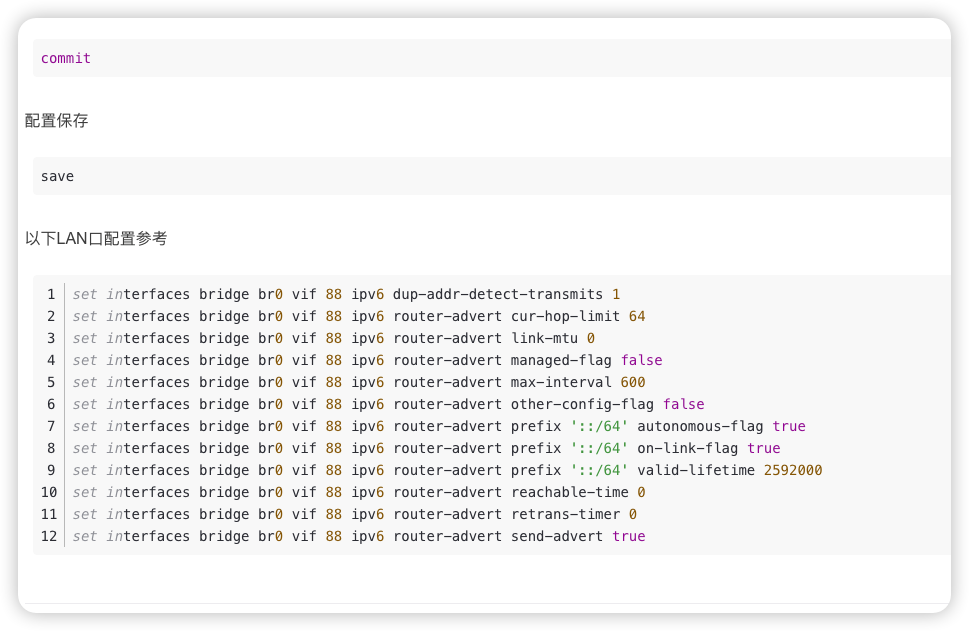 commit
配置保存
save
以下LAN口配置参考
1 set interfaces bridge br0 vif 88 ipv6 dup-addr-detect-transmits 1
2 set interfaces bridge br0 vif 88 ipv6 router-advert cur-hop-limit 64
3 set interfaces bridge br0 vif 88 ipv6 router-advert link-mtu 0
4 set interfaces bridge br0 vif 88 ipv6 router-advert managed-flag false
5 set interfaces bridge br0 vif 88 ipv6 router-advert max-interval 600
6 set interfaces bridge br0 vif 88 ipv6 router-advert other-config-flag false
7 set interfaces bridge br0 vif 88 ipv6 router-advert prefix '::/64' autonomous-flag true
8 set interfaces bridge br0 vif 88 ipv6 router-advert prefix '::/64' on-link-flag true
9 set interfaces bridge br0 vif 88 ipv6 router-advert prefix '::/64' valid-lifetime 2592000
10 set interfaces bridge br0 vif 88 ipv6 router-advert reachable-time 0
11 set interfaces bridge br0 vif 88 ipv6 router-advert retrans-timer 0
12 set interfaces bridge br0 vif 88 ipv6 router-advert send-advert true